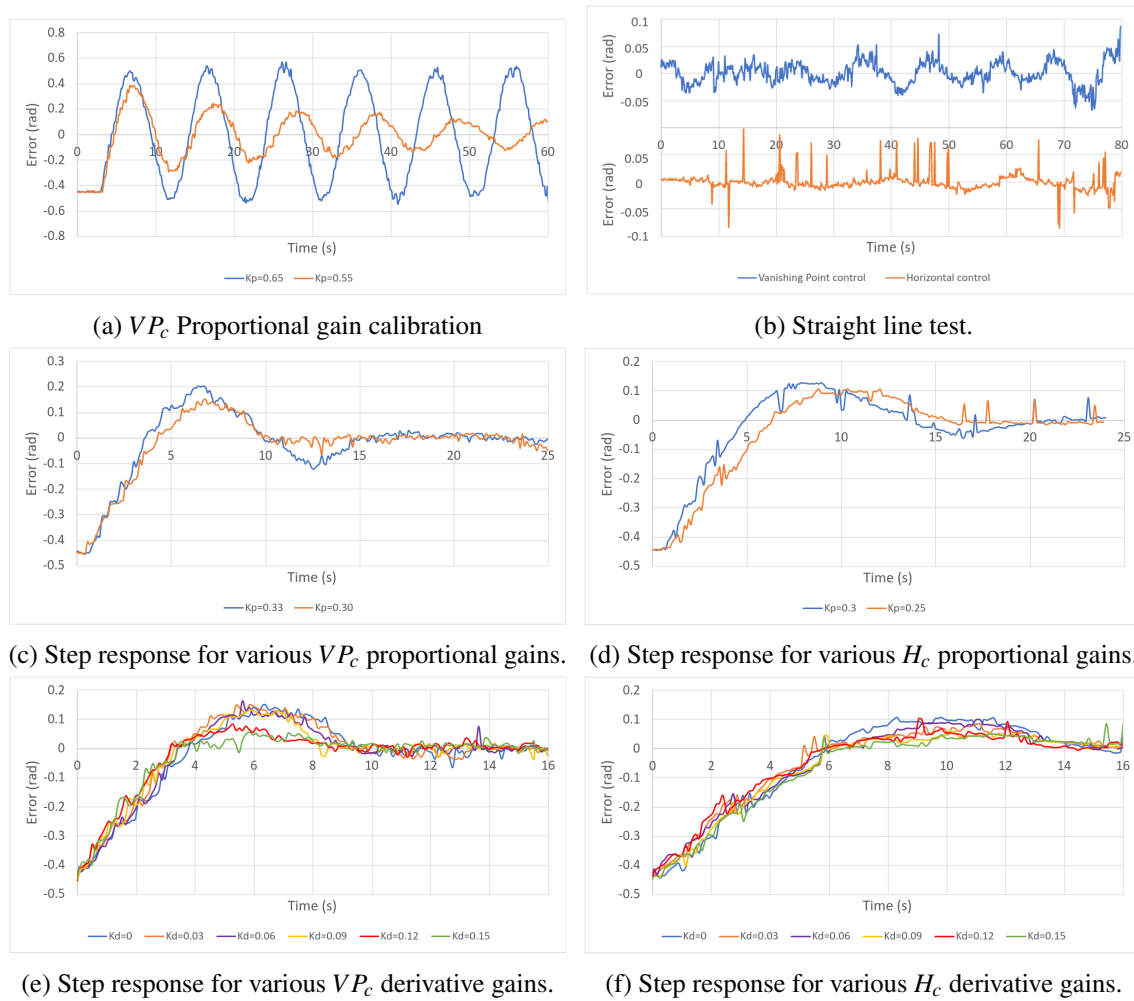 0.8
0.6
0.4
0.2
0
-0.2
-0.4
-0.6
-0.8
0 10 20 30 40 50 60
Error (rad)
Time (s)
Kp=0.65 Kp=0.55
(a) VPc Proportional gain calibration
0.1
0.05
0
-0.05
Error (rad)
0 10 20 30 40 50 60 70 80
0.05
0
-0.05
-0.1
Error (rad)
Time (s)
Vanishing Point control Horizontal control
(b) Straight line test.
0.3
0.2
0.1
0
-0.1
-0.2
-0.3
-0.4
-0.5
0 5 10 15 20 25
Error (rad)
Time (s)
Kp=0.33 Kp=0.30
(c) Step response for various VPc proportional gains.
0.2
0.1
0
-0.1
-0.2
-0.3
-0.4
-0.5
0 5 10 15 20 25
Error (rad)
Time (s)
Kp=0.3 Kp=0.25
(d) Step response for various Hc proportional gains.
0.2
0.1
0
-0.1
-0.2
-0.3
-0.4
-0.5
0 2 4 6 8 10 12 14 16
Error (rad)
Time (s)
Kd=0 Kd=0.03 Kd=0.06 Kd=0.09 Kd=0.12 Kd=0.15
(e) Step response for various VPc derivative gains.
0.2
0.1
0
-0.1
-0.2
-0.3
-0.4
-0.5
0 2 4 6 8 10 12 14 16
Error (rad)
Time (s)
Kd=0 Kd=0.03 Kd=0.06 Kd=0.09 Kd=0.12 Kd=0.15
(f) Step response for various Hc derivative gains.